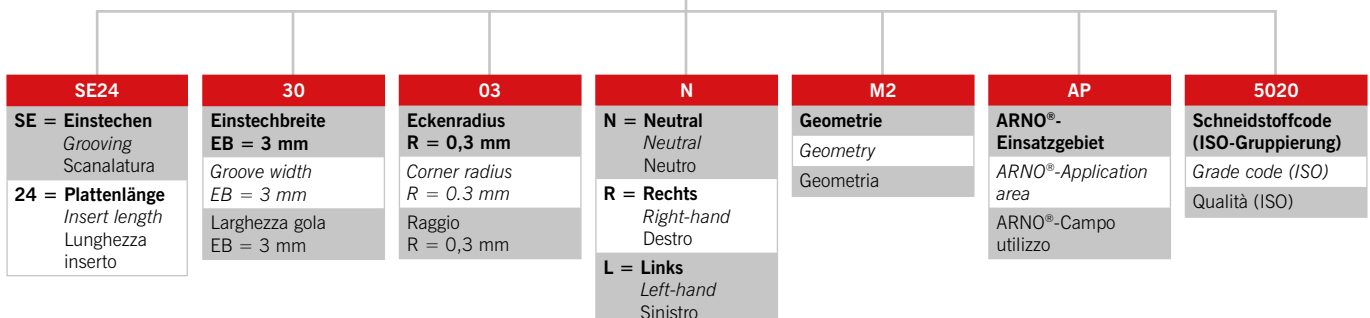 SE24
SE = Einstechen
Grooving
Scanalatura
24 = Plattenlänge
Insert length
Lunghezza
inserto
30
Einstechbreite
EB = 3 mm
Groove width
EB = 3 mm
Larghezza gola
EB = 3 mm
03
Eckenradius
R = 0,3 mm
Corner radius
R = 0.3 mm
Raggio
R = 0,3 mm
N
N = Neutral
Neutral
Neutro
R = Rechts
Right-hand
Destro
L = Links
Left-hand
Sinistro
M2
Geometrie
Geometry
Geometria
AP
ARNO®-
Einsatzgebiet
ARNO®-Application
area
ARNO®-Campo
utilizo
5020
Schneidstoffcode
(ISO-Gruppierung)
Grade code (ISO)
Qualità (ISO)